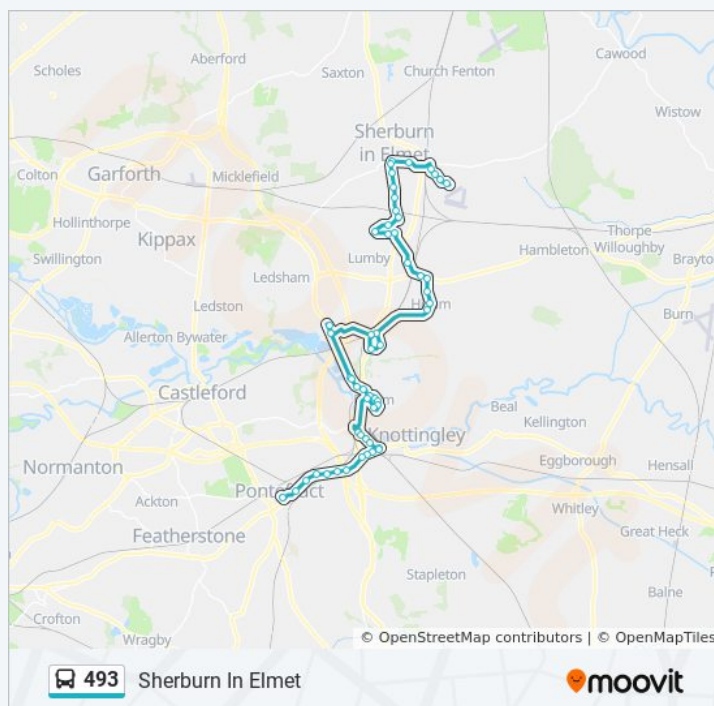 Cawood
Aberford
Scholes
Saxton
Church Fenton
Wistow
Sherburn
in Elmet
Garforth
Colton
Micklefield
Hollinthorpe
Thorpe
Willoughby
Kippax
Lumby
Hambleton
Swillington
Brayto
Ledsham
Ledston
Burn
Allerton Bywater
Castleford
Beal
Kellington
Knottingley
Normanton
Eggborough
Hensall
Pontefract
Ackton
Whitley
Featherstone
Great Heck
Stapleton
Balne
Crofton
Wragby
© OpenStreetMap contributors | © OpenMapTiles
493 Sherburn In Elmet
moovit